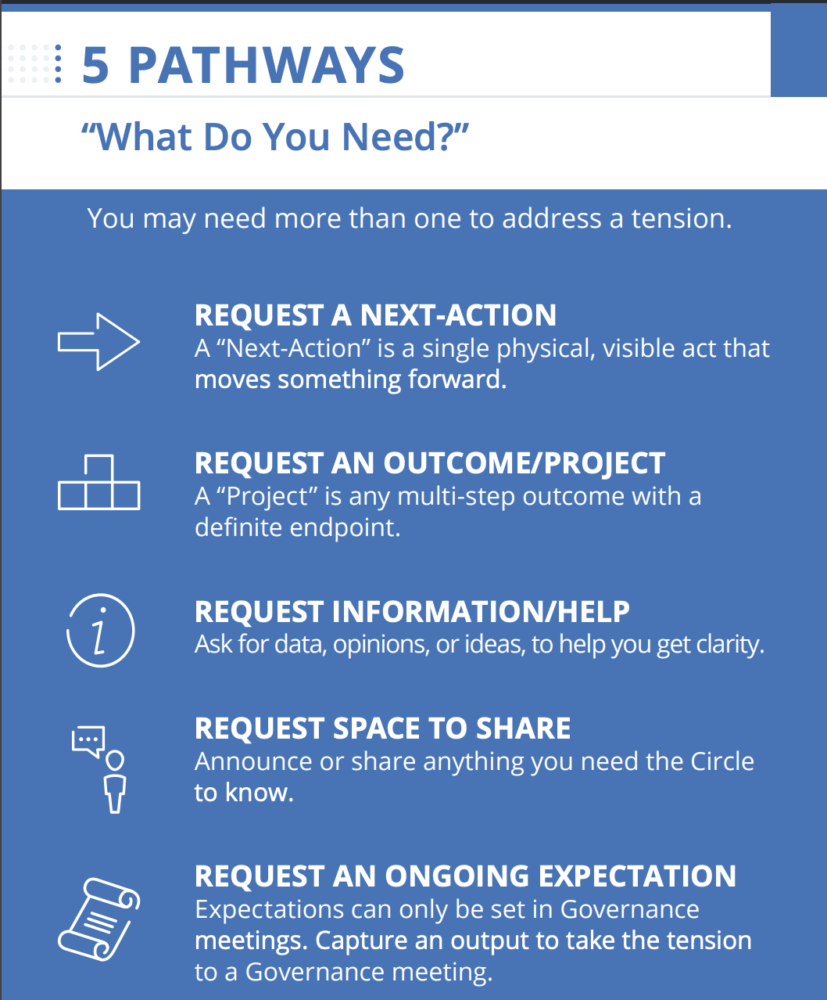 5 PATHWAYS
“What Do You Need?”
You may need more than one to address a tension.
REQUEST A NEXT-ACTION
A “Next-Action” is a single physical, visible act that
moves something forward.
REQUEST AN OUTCOME/PROJECT
A “Project” is any multi-step outcome with a
definite endpoint.
i
REQUEST INFORMATION/HELP
Ask for data, opinions, or ideas, to help you get clarity.
REQUEST SPACE TO SHARE
Announce or share anything you need the Circle
to know.
REQUEST AN ONGOING EXPECTATION
Expectations can only be set in Governance
meetings. Capture an output to take the tension
to a Governance meeting.